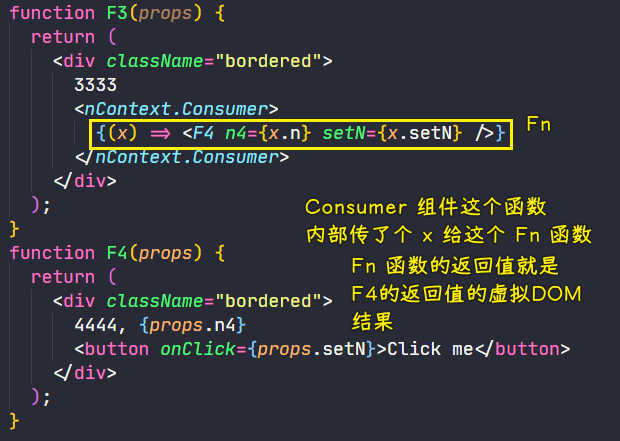 function F3(props) {
  return (
    <div className="bordered">
      3333
      <nContext.Consumer>
        {(x) => <F4 n4={x.n} setN={x.setN} />}
Fn
      </nContext.Consumer>
    </div>
  );
}
Consumer 组件这个函数
内部传了个 x 给这个 Fn 函数
Fn 函数的返回值就是
F4的返回值的虚拟DOM
结果
function F4(props) {
  return (
    <div className="bordered">
      4444, {props.n4}
      <button onClick={props.setN}>Click me</button>
    </div>
  );
}